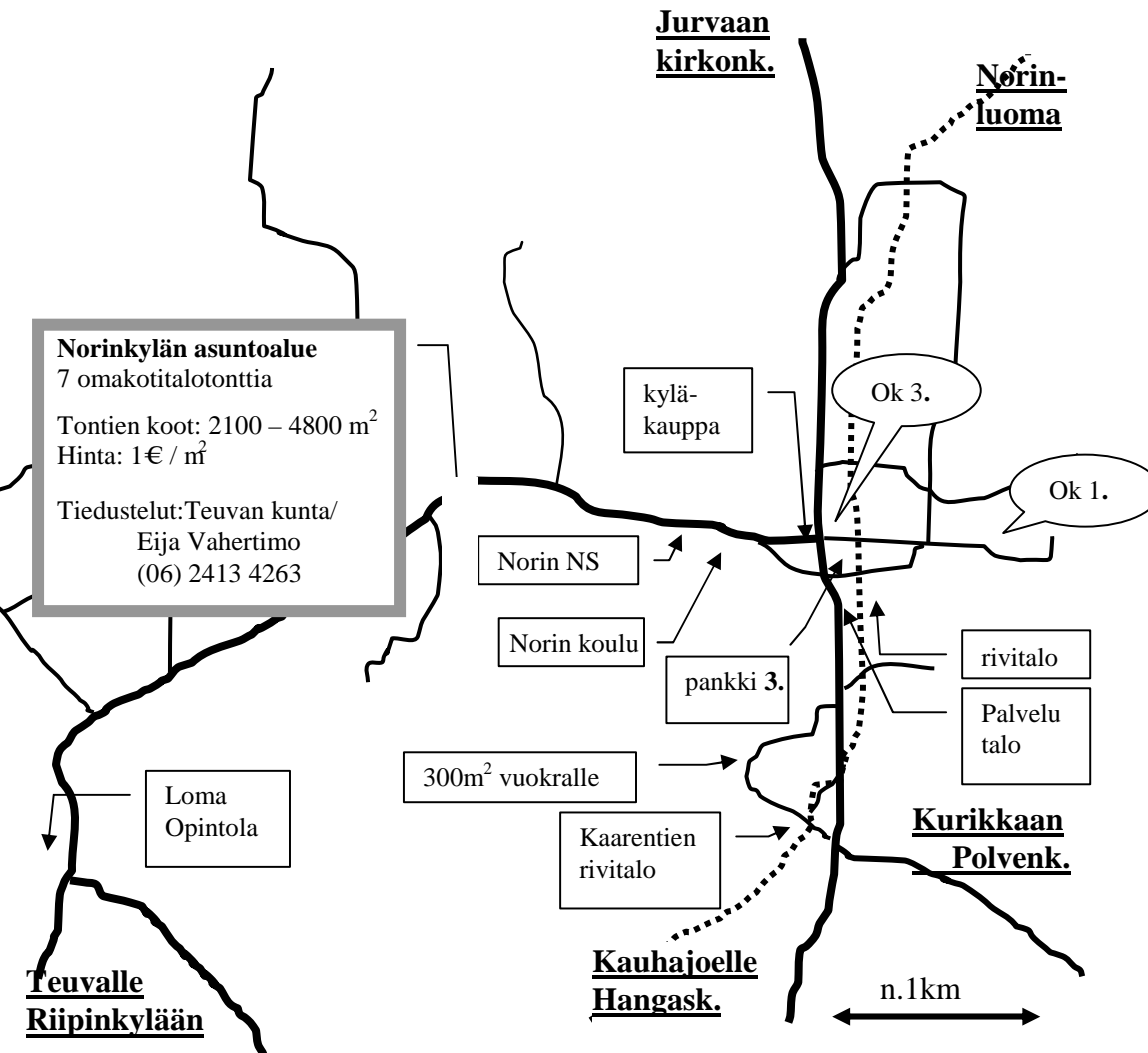 Jurvaan
kirkonk.
Norin-
luoma
Norinkylän asuntoalue
7 omakotitalotonttia
Tontien koot: 2100 – 4800 m²
Hinta: 1€ / m²
Tiedustelut:Teuvan kunta/
Eija Vahertimo
(06) 2413 4263
kylä-
kauppa
Ok 3.
Ok 1.
Norin NS
Norin koulu
pankki 3.
rivitalo
Palvelu
talo
300m² vuokralle
Loma
Opintola
Kaarentien
rivitalo
Kurikkaan
Polvenk.
Teuvalle
Riipinkylään
Kauhajoelle
Hangask.
n.1km